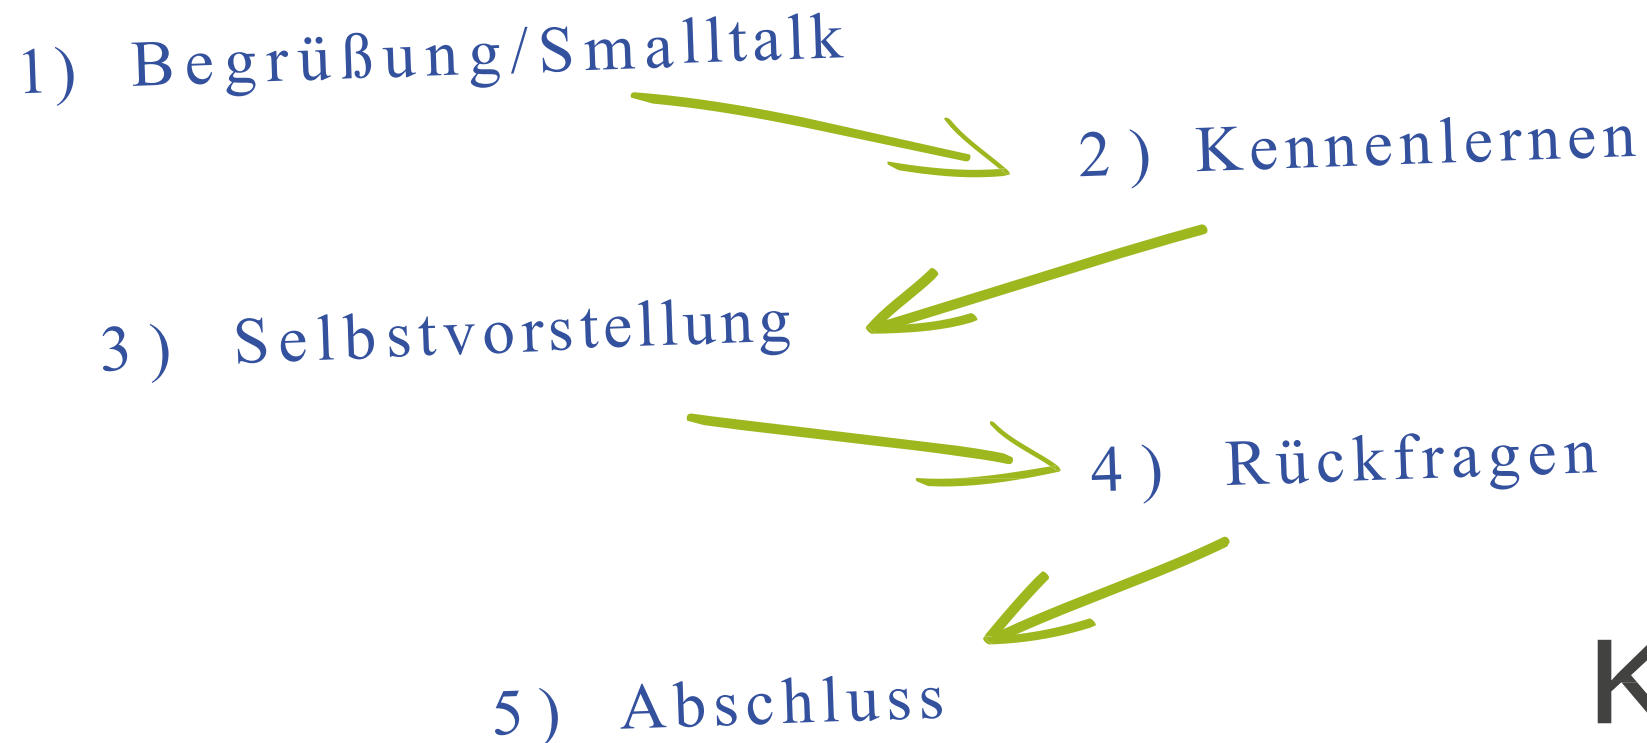 1) Begrüßung/Smalltalk
2) Kennenlernen
3) Selbstvorstellung
4) Rückfragen
5) Abschluss
K